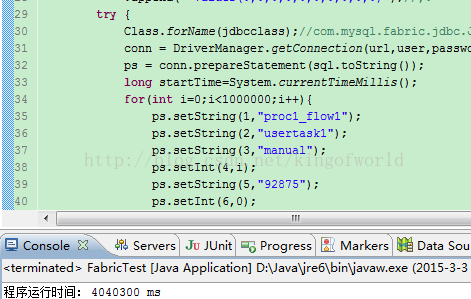 29 try {
30 Class.forName(jdbcclass);//com.mysql.fabric.jdbc.
31 conn = DriverManager.getConnection(url,user,passwo
32 ps = conn.prepareStatement(sql.toString());
33 long startTime=System.currentTimeMillis();
34 for(int i=0;i<1000000;i++){
35 ps.setString(1,"proc1_flow1");
36 ps.setString(2,"usertask1");
37 ps.setString(3,"manual");
38 ps.setInt(4,i);
http://blog.csdn.net/kingofworld
39 ps.setString(5,"92875");
40 ps.setInt(6,0);
Console Servers JUnit Progress Markers Data Sou
<terminated> FabricTest [Java Application] D:\Java\jre6\bin\javaw.exe (2015-3-3
程序运行时间: 4040300 ms